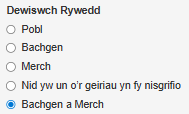 Dewiswch Rywedd
Pobl
Bachgen
Merch
Nid yw un o'r geiriau yn fy nisgrifio
Bachgen a Merch